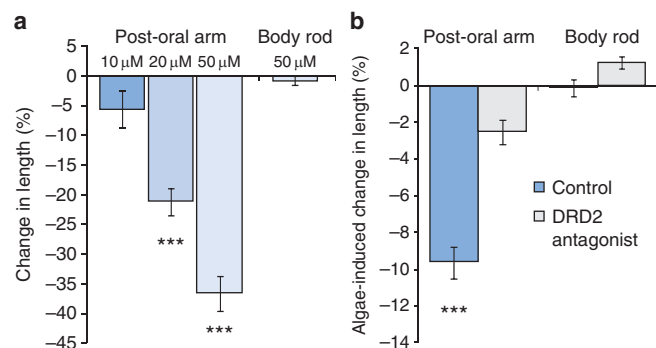 a
Post-oral arm Body rod
10 μM 20 μM 50 μM 50 μM
Change in length (%)
5
0
–5
–10
–15
–20
–25
–30
–35
–40
–45
***
***
b
Post-oral arm Body rod
Algae-induced change in length (%)
2
0
–2
–4
–6
–8
–10
–12
–14
Control
DRD2
antagonist
***